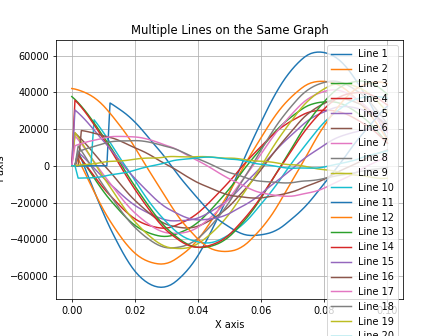 Multiple Lines on the Same Graph
60000
40000
20000
0
−20000
−40000
−60000
0.00
0.02
0.04
0.06
X axis
axis
Line 1
Line 2
Line 3
Line 4
Line 5
Line 6
Line 7
Line 8
Line 9
Line 10
Line 11
Line 12
Line 13
Line 14
Line 15
Line 16
Line 17
Line 18
Line 19
Line 20